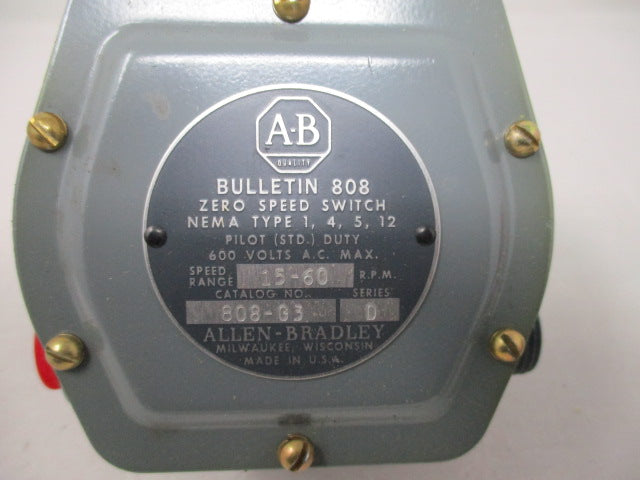 A-B
QUALITY
BULLETIN 808
ZERO SPEED SWITCH
NEMA TYPE 1, 4, 5, 12
PILOT (STD.) DUTY
600 VOLTS A.C. MAX.
SPEED RANGE 15-60 R.P.M.
CATALOG NO. SERIES
808-G3 D
ALLEN-BRADLEY
MILWAUKEE, WISCONSIN
MADE IN U.S.A.